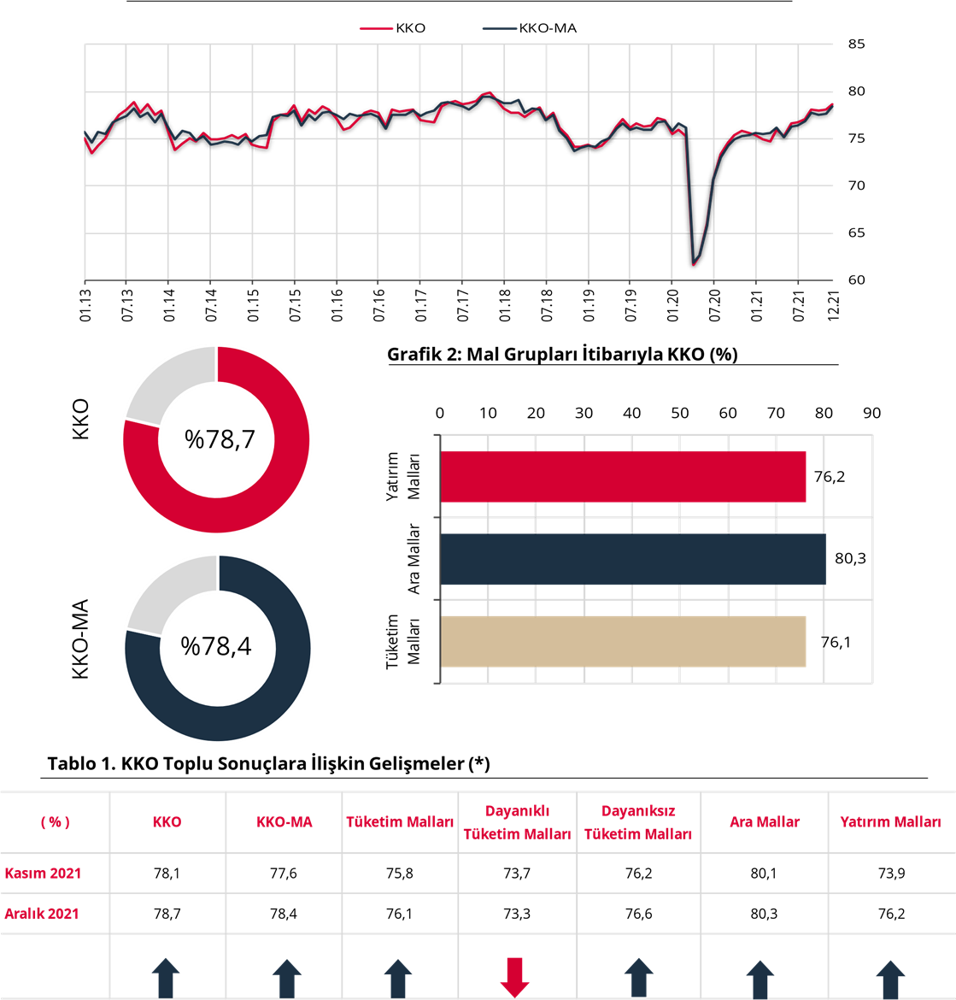 KKO KKO-MA
85
80
75
70
65
60
01.13 07.13 01.14 07.14 01.15 07.15 01.16 07.16 01.17 07.17 01.18 07.18 01.19 07.19 01.20 07.20 01.21 07.21 12.21
KKO
%78,7
KKO-MA
%78,4
Grafik 2: Mal Grupları İtibarıyla KKO (%)
0 10 20 30 40 50 60 70 80 90
Yatırım
Malları
76,2
Ara Mallar
80,3
Tüketim
Malları
76,1
Tablo 1. KKO Toplu Sonuçlara İlişkin Gelişmeler (*)
( % ) KKO KKO-MA Tüketim Malları Dayanıklı Tüketim Malları Dayanıksız Tüketim Malları Ara Mallar Yatırım Malları
Kasım 2021 78,1 77,6 75,8 73,7 76,2 80,1 73,9
Aralık 2021 78,7 78,4 76,1 73,3 76,6 80,3 76,2